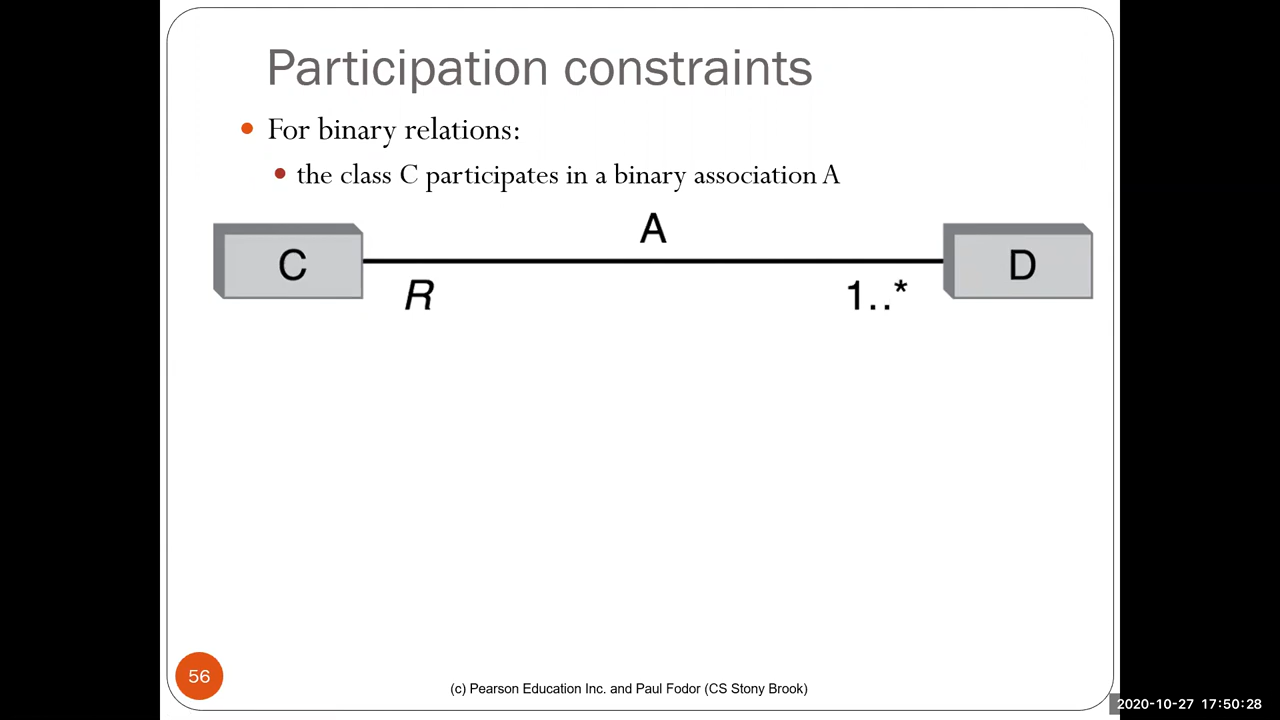 Participation constraints
For binary relations:
the class C participates in a binary association A
A
C
D
R
1..*
56
(c) Pearson Education Inc. and Paul Fodor (CS Stony Brook)
2020-10-27 17:50:28